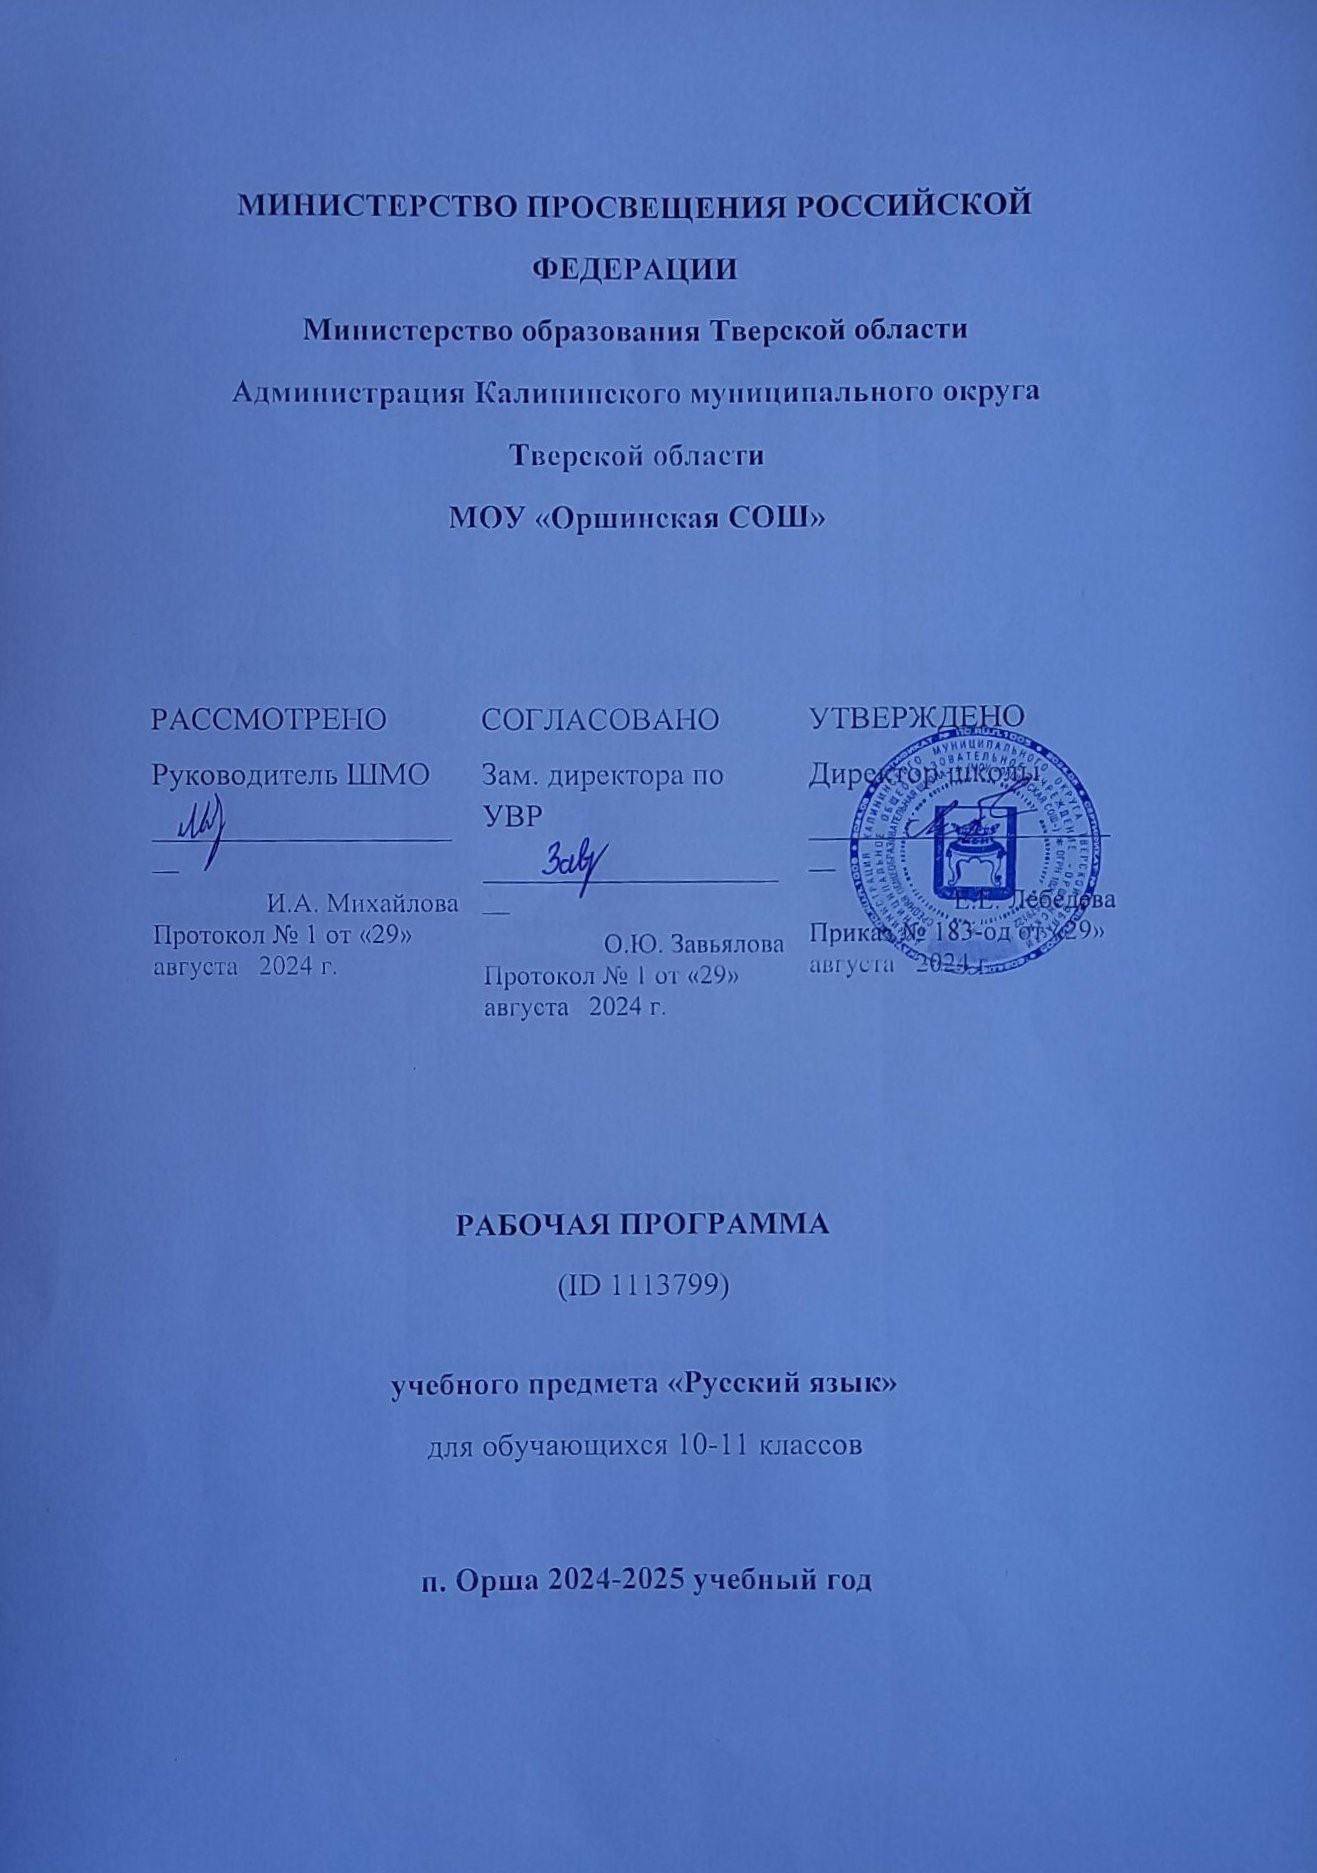 МИНИСТЕРСТВО ПРОСВЕЩЕНИЯ РОССИЙСКОЙ
ФЕДЕРАЦИИ
Министерство образования Тверской области
Администрация Калининского муниципального округа
Тверской области
МОУ «Оршинская СОШ»
РАССМОТРЕНО
Руководитель ШМО
И.А. Михайлова
Протокол № 1 от «29»
августа 2024 г.
СОГЛАСОВАНО
Зам. директора по
УВР
Завy
О.Ю. Завьялова
Протокол № 1 от «29»
августа 2024 г.
УТВЕРЖДЕНО
Директор школы
Е.Е. Лебедева
Приказ № 183-од от «29»
августа 2024 г.
РАБОЧАЯ ПРОГРАММА
(ID 1113799)
учебного предмета «Русский язык»
для обучающихся 10-11 классов
п. Орша 2024-2025 учебный год